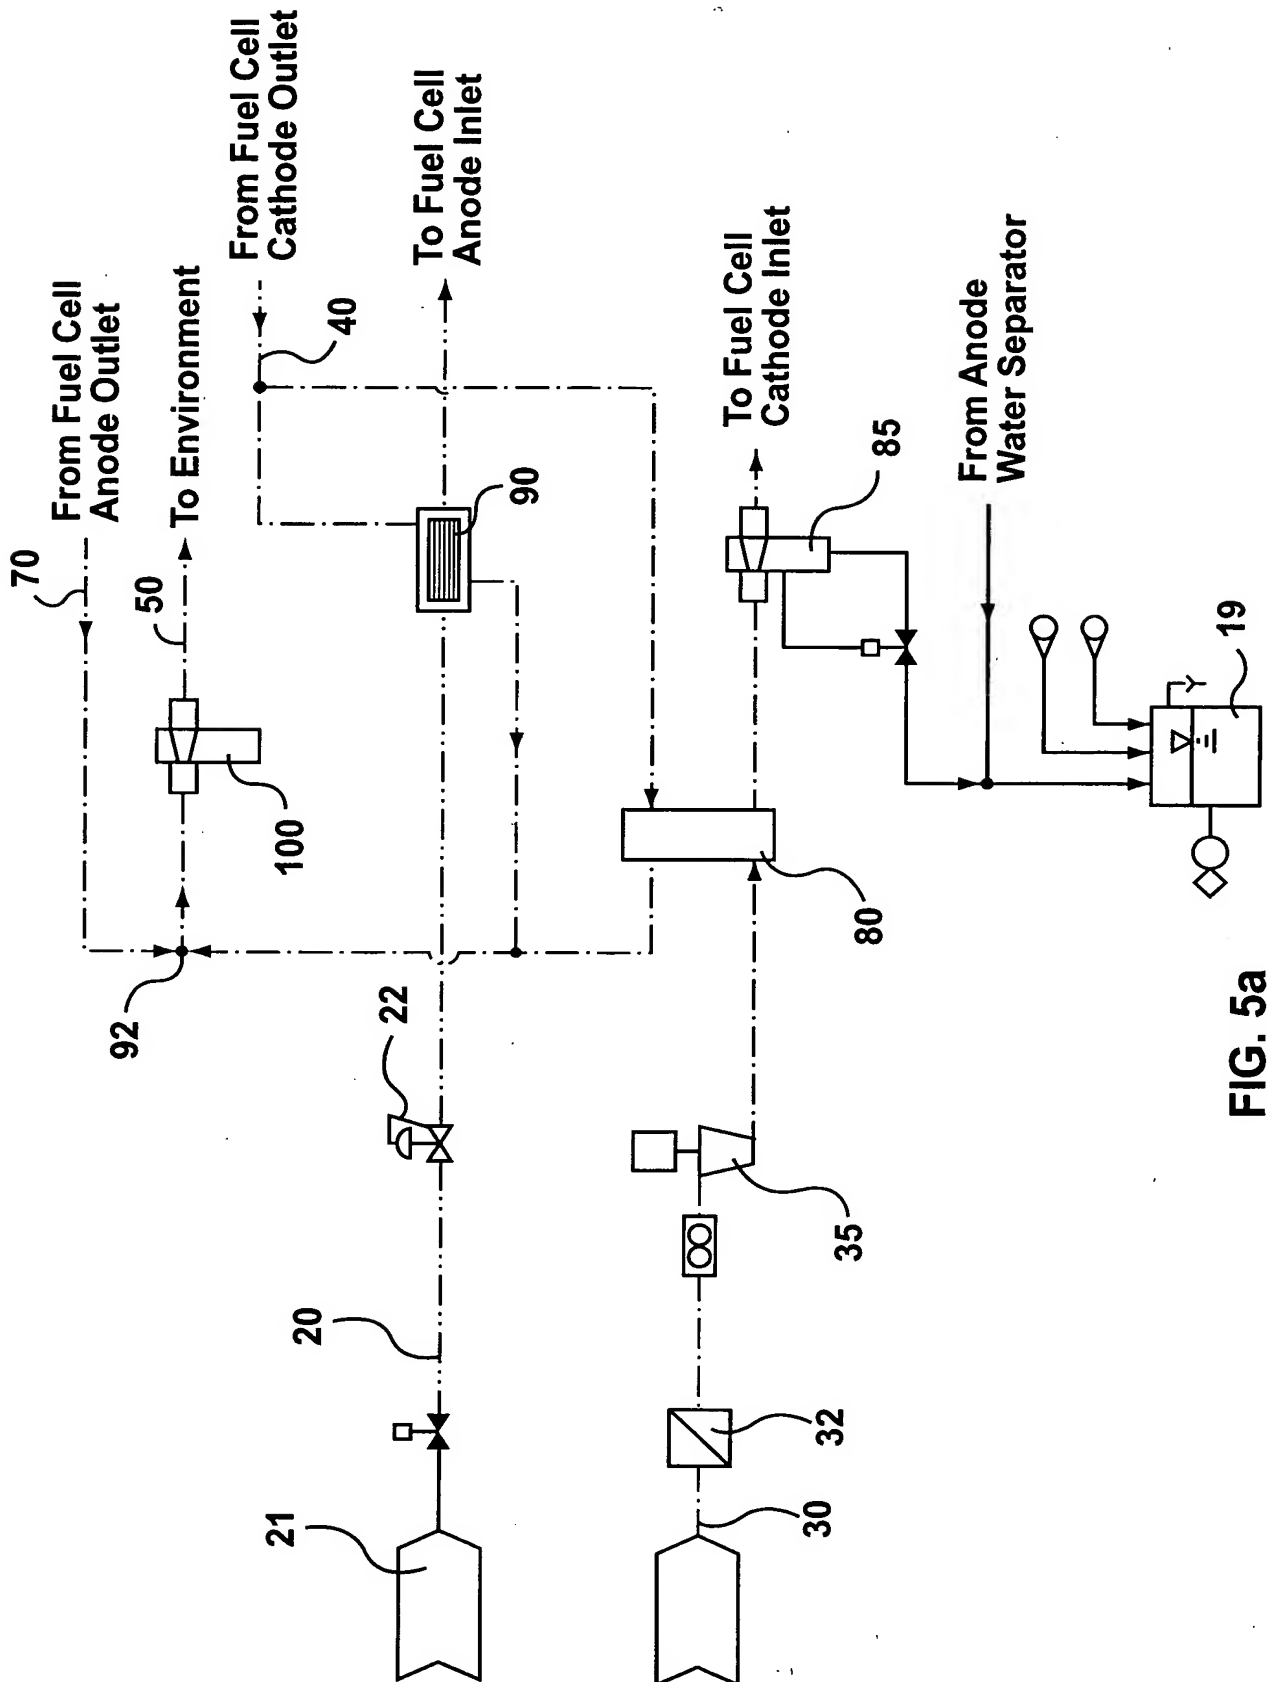 From Fuel Cell
Anode Outlet
70
To Environment
50
100
92
From Fuel Cell
Cathode Outlet
40
To Fuel Cell
Anode Inlet
90
22
20
21
To Fuel Cell
Cathode Inlet
85
80
35
32
30
From Anode
Water Separator
19
FIG. 5a